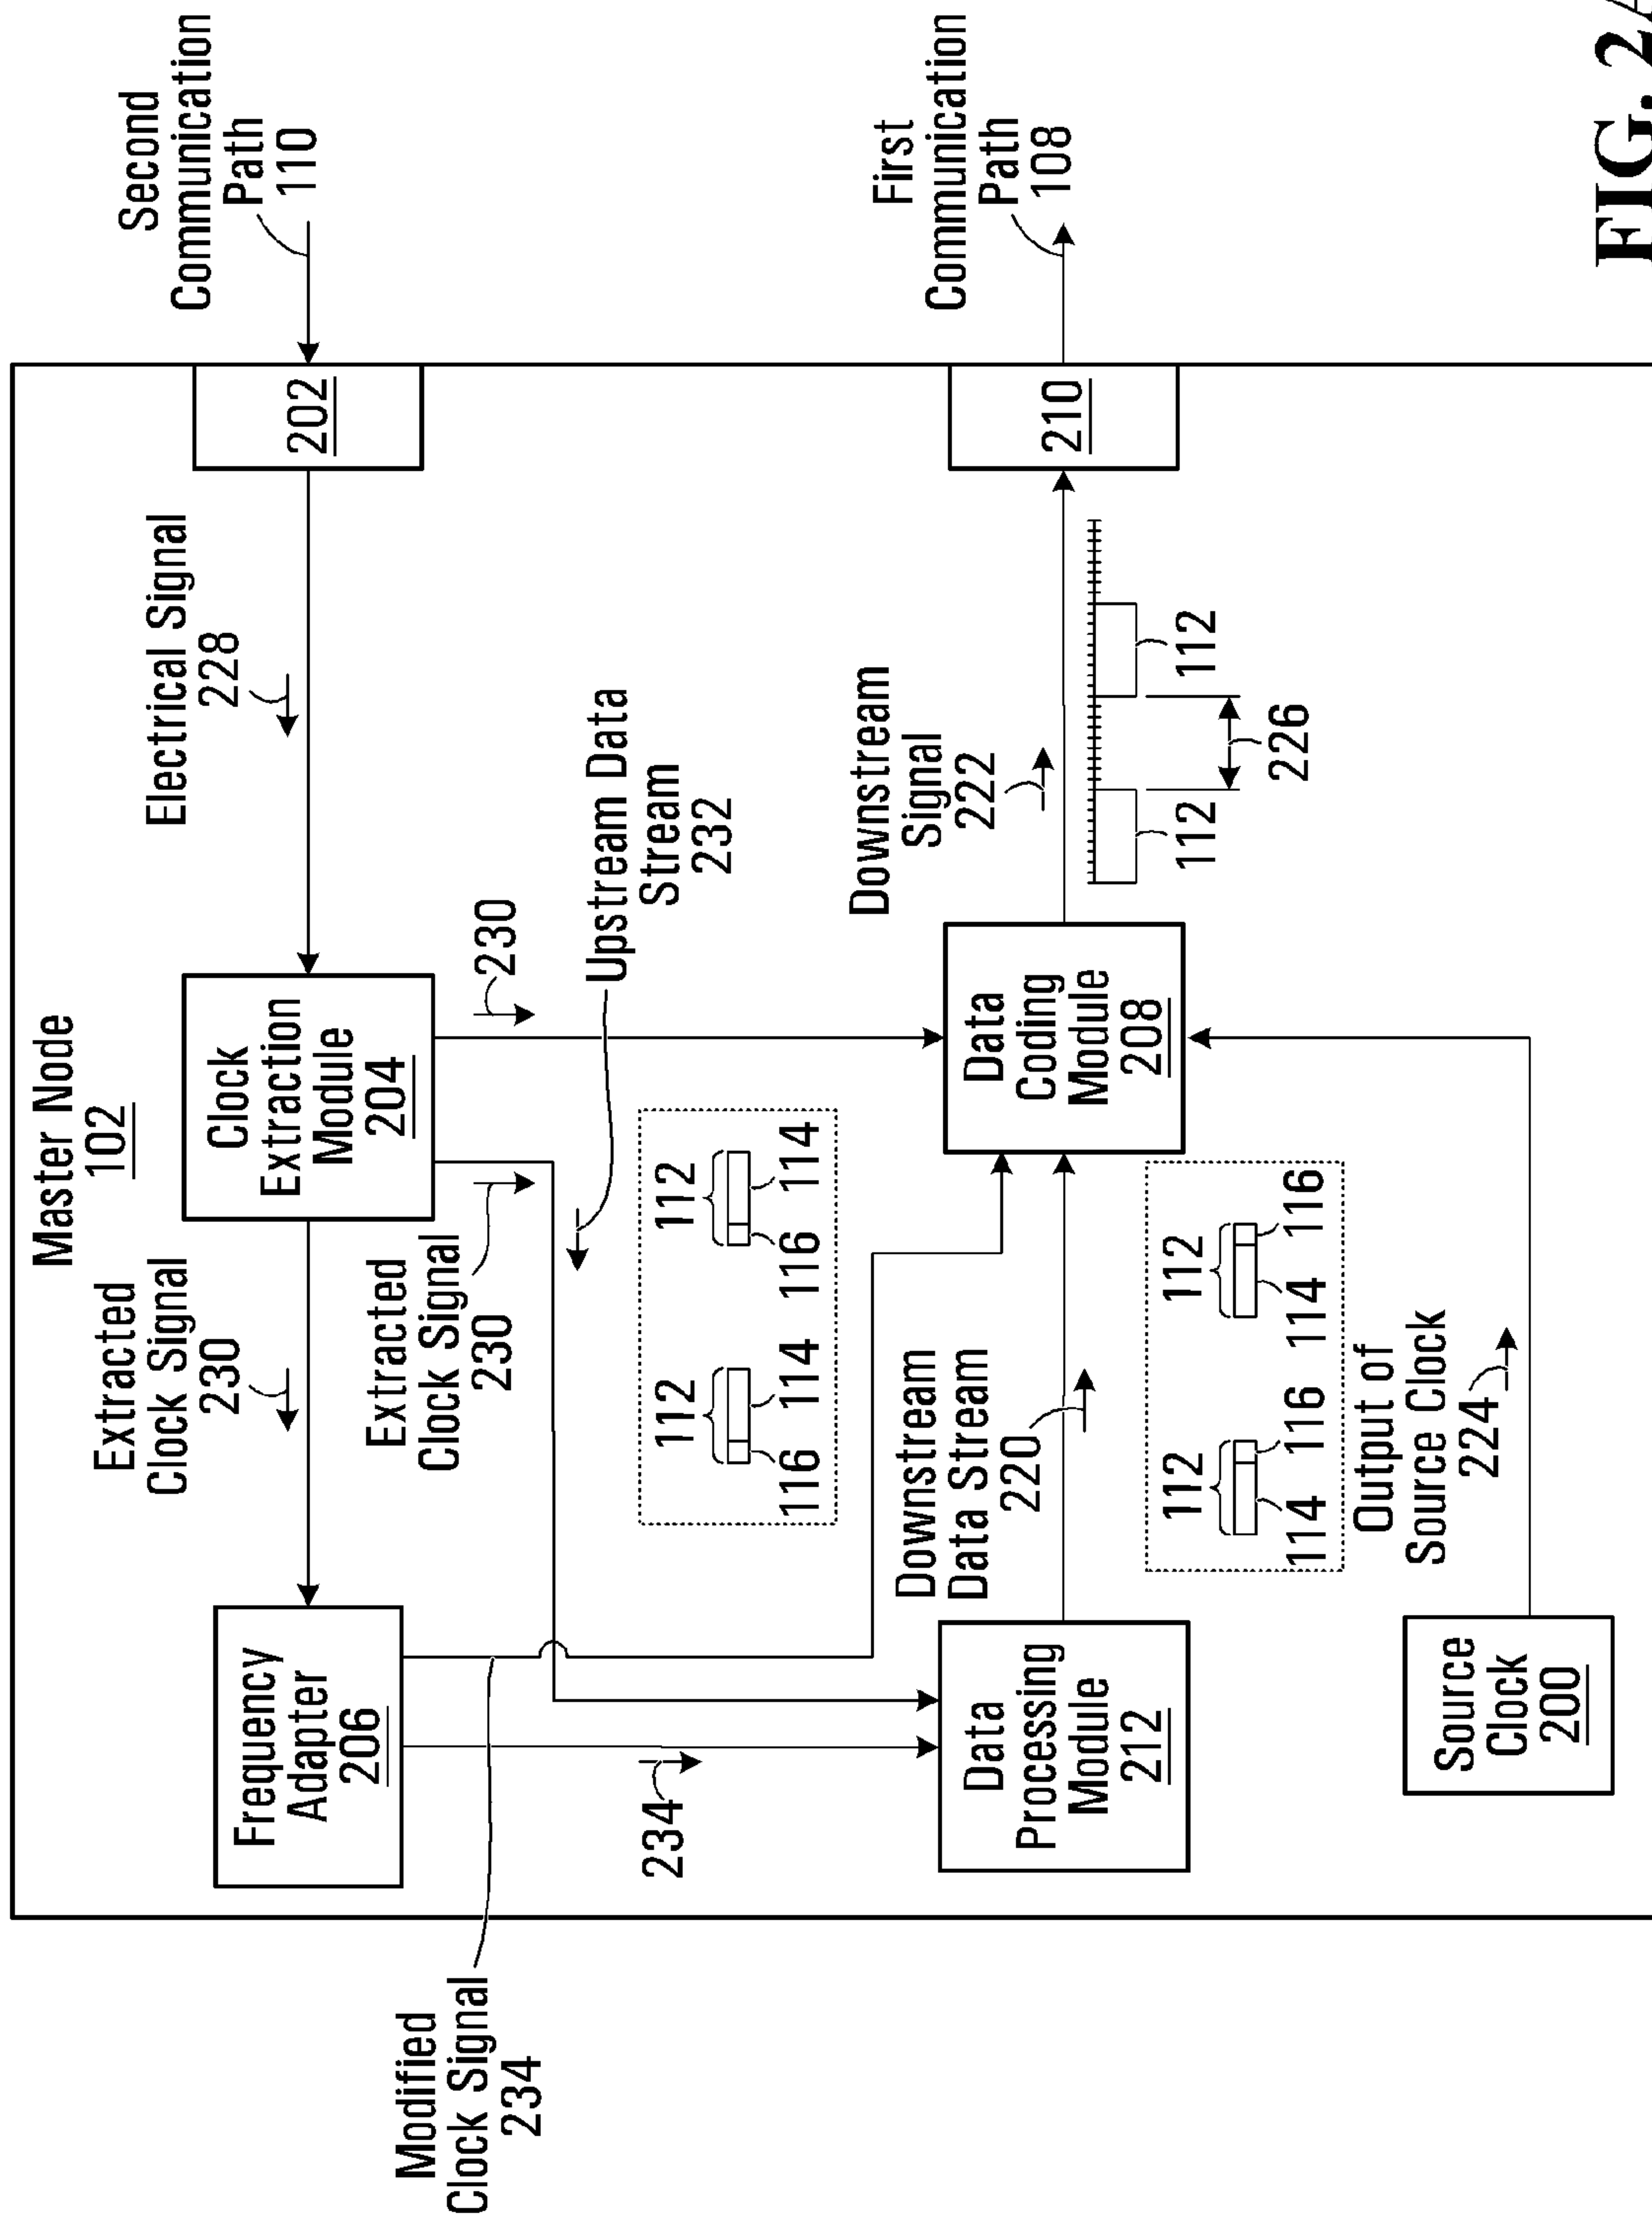 Master Node
102
Second
Communication
Path
110
202
Electrical Signal
228
Clock
Extraction
Module
204
Extracted
Clock Signal
230
Frequency
Adapter
206
Modified
Clock Signal
234
Extracted
Clock Signal
230
230
Upstream Data
Stream
232
112
112
116
114
116
114
234
Data
Processing
Module
212
Downstream
Data Stream
220
112
112
114
116
114
116
Data
Coding
Module
208
Downstream
Signal
222
112
226
112
210
First
Communication
Path
108
Source
Clock
200
Output of
Source Clock
224
FIG. 2A